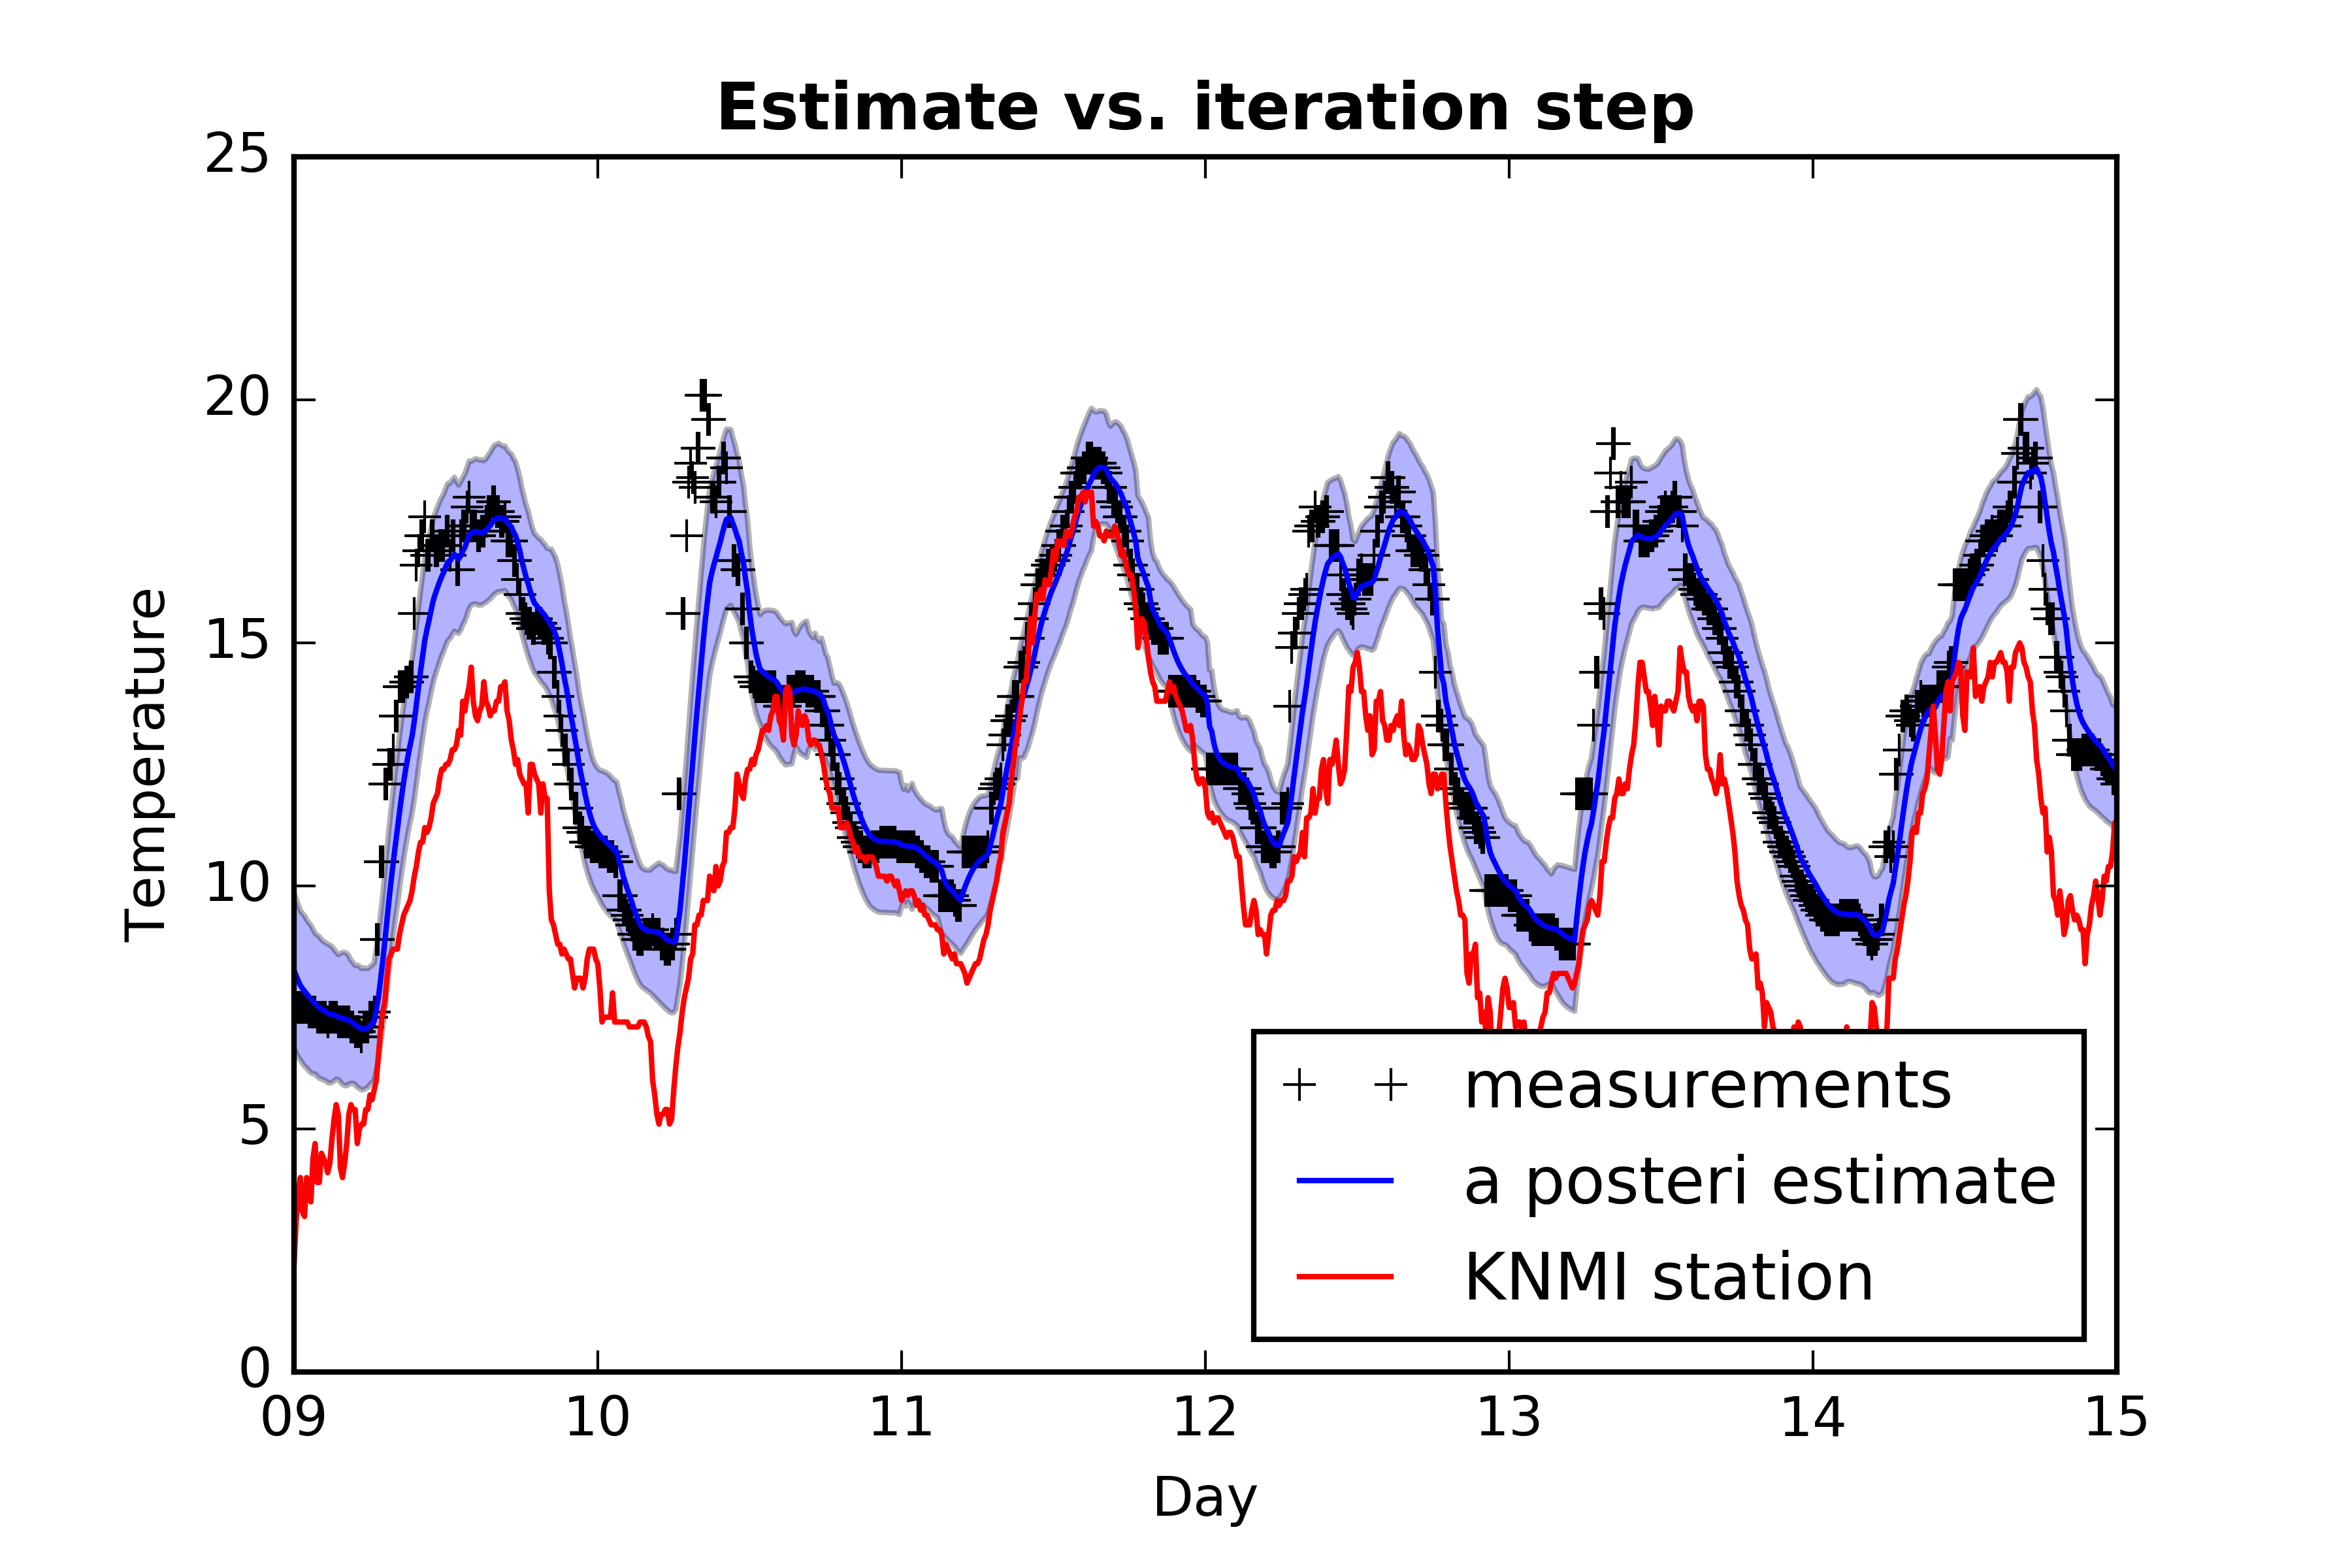 Estimate vs. iteration step
25
20
15
10
5
0
Temperature
09 10 11 12 13 14 15
Day
measurements
a posteri estimate
KNMI station